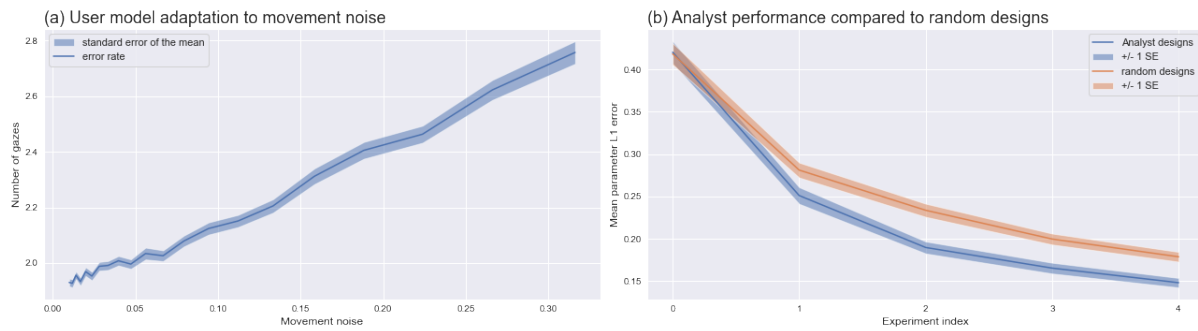 (a) User model adaptation to movement noise
standard error of the mean
error rate
Number of gazes
2.8
2.6
2.4
2.2
2.0
0.00 0.05 0.10 0.15 0.20 0.25 0.30
Movement noise
(b) Analyst performance compared to random designs
Analyst designs
+/- 1 SE
random designs
+/- 1 SE
Mean parameter L1 error
0.40
0.35
0.30
0.25
0.20
0.15
0 1 2 3 4
Experiment index